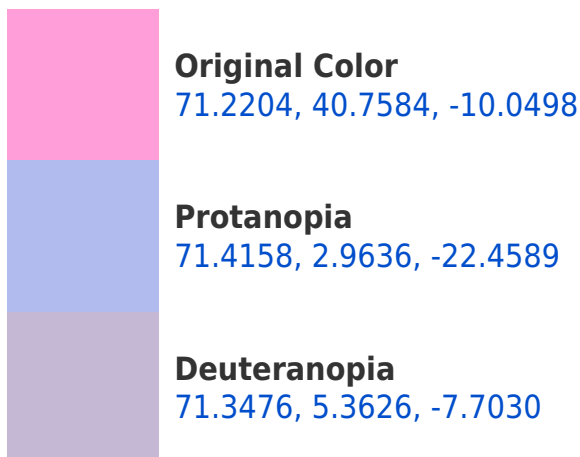 Original Color
71.2204, 40.7584, -10.0498
Protanopia
71.4158, 2.9636, -22.4589
Deuteranopia
71.3476, 5.3626, -7.7030